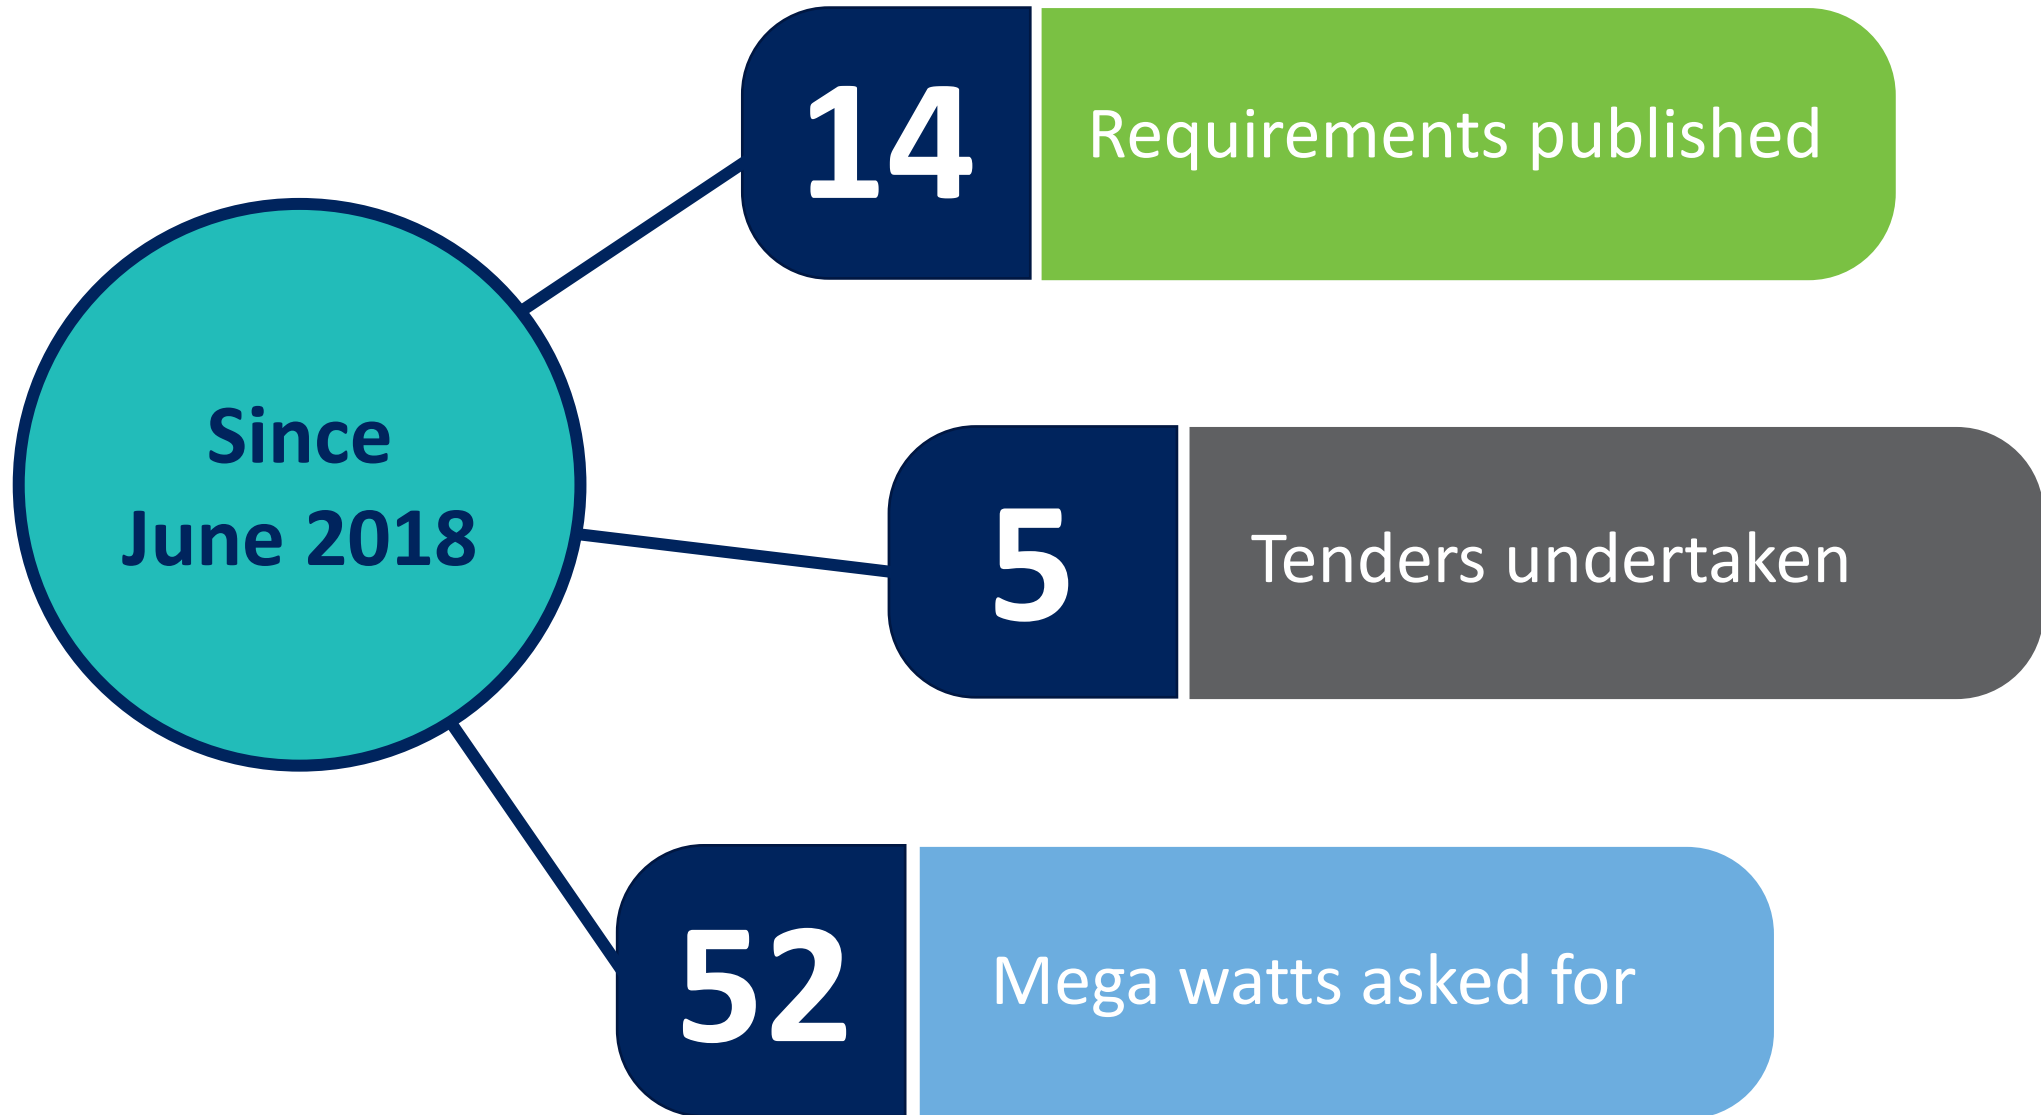 Since
June 2018
14
Requirements published
5
Tenders undertaken
52
Mega watts asked for